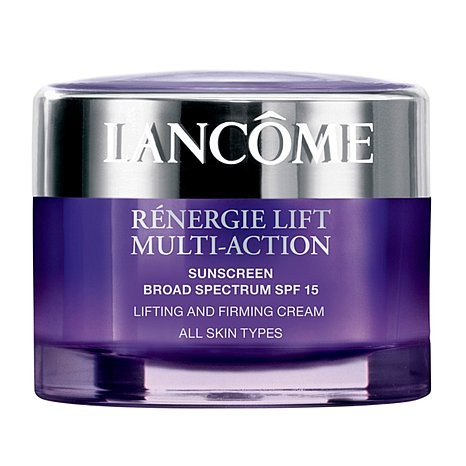 LANCÔME
RÉNERGIE LIFT
MULTI-ACTION
SUNSCREEN
BROAD SPECTRUM SPF 15
LIFTING AND FIRMING CREAM
ALL SKIN TYPES